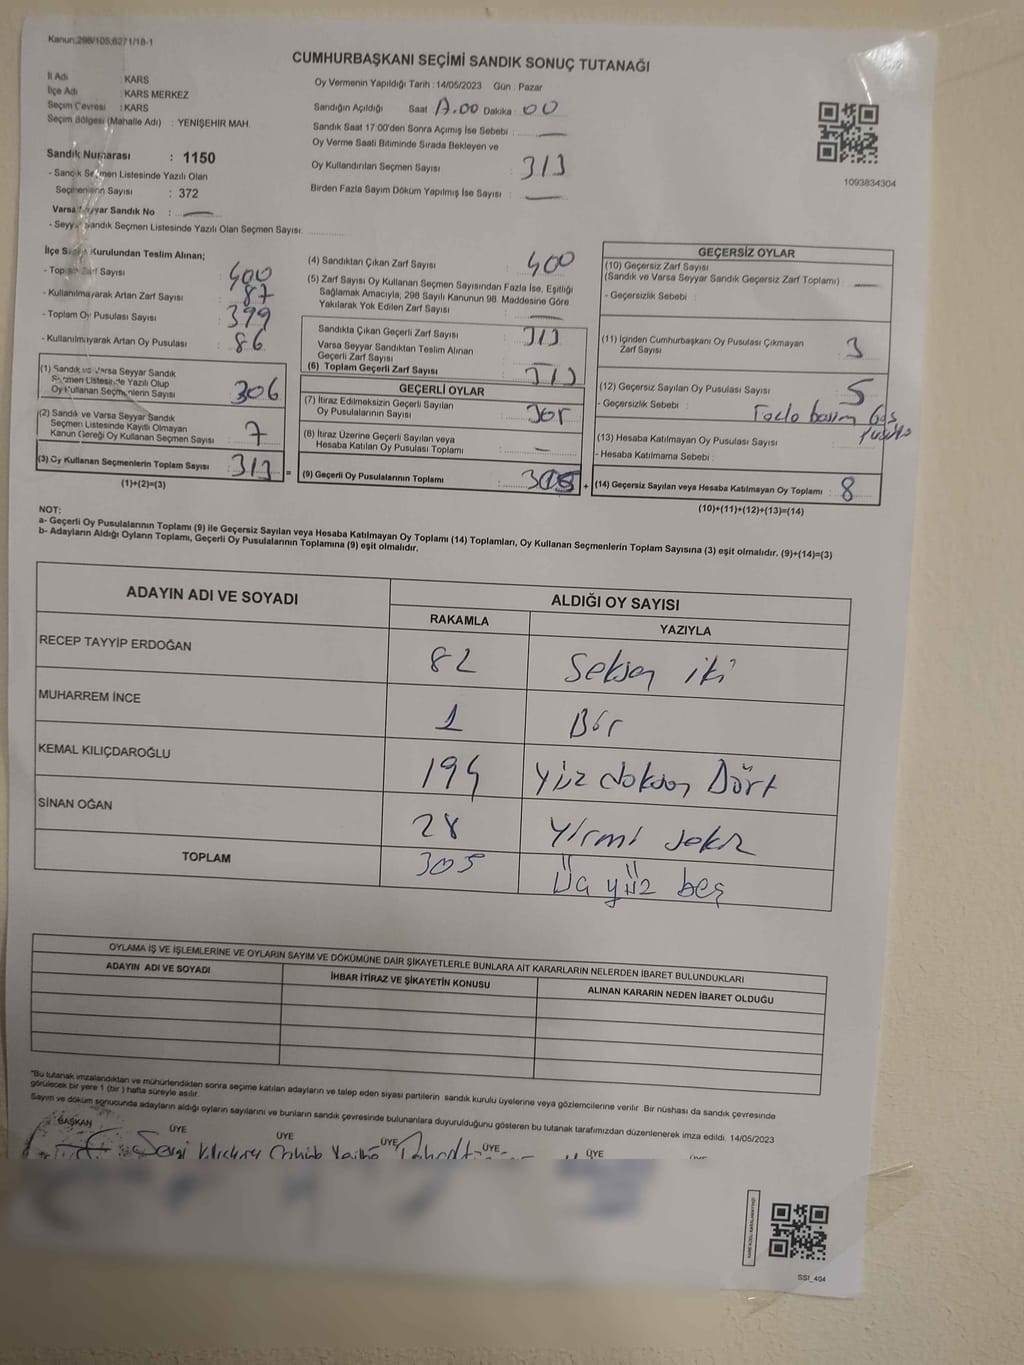 Kanun:298/105;6271/18-1
CUMHURBAŞKANI SEÇİMİ SANDIK SONUÇ TUTANAĞI
İl Adı : KARS
İlçe Adı : KARS MERKEZ
Seçim Çevresi : KARS
Seçim Bölgesi (Mahalle Adı) : YENİŞEHİR MAH.
Sandık Numarası : 1150
- Sandık Seçmen Listesinde Yazılı Olan
Seçmenlerin Sayısı : 372
Varsa Seyyar Sandık No : —
- Seyyar Sandık Seçmen Listesinde Yazılı Olan Seçmen Sayısı:
Oy Vermenin Yapıldığı Tarih : 14/05/2023 Gün : Pazar
Sandığın Açıldığı Saat Dakika : 00
Sandık Saat 17:00'den Sonra Açımış İse Sebebi : —
Oy Verme Saati Bitiminde Sırada Bekleyen ve
Oy Kullandırılan Seçmen Sayısı : 313
Birden Fazla Sayım Döküm Yapılmış İse Sayısı : —
1093834304
İlçe Seçim Kurulundan Teslim Alınan;
- Toplam Zarf Sayısı : 400
- Kullanılmayarak Artan Zarf Sayısı : 87
- Toplam Oy Pusulası Sayısı : 399
- Kullanılmayarak Artan Oy Pusulası : 86
(1) Sandık ve Varsa Seyyar Sandık
Seçmen Listesinde Yazılı Olup
Oy Kullanan Seçmenlerin Sayısı : 306
(2) Sandık ve Varsa Seyyar Sandık
Seçmen Listesinde Kayıtlı Olmayan
Kanun Gereği Oy Kullanan Seçmen Sayısı : 7
(3) Oy Kullanan Seçmenlerin Toplam Sayısı : 313 =
(1)+(2)=(3)
(4) Sandıktan Çıkan Zarf Sayısı : 400
(5) Zarf Sayısı Oy Kullanan Seçmen Sayısından Fazla İse, Eşitliği
Sağlamak Amacıyla, 298 Sayılı Kanunun 98. Maddesine Göre
Yakılarak Yok Edilen Zarf Sayısı : —
Sandıkta Çıkan Geçerli Zarf Sayısı : 313
Varsa Seyyar Sandıktan Teslim Alınan
Geçerli Zarf Sayısı :
(6) Toplam Geçerli Zarf Sayısı : 313
GEÇERLİ OYLAR
(7) İtiraz Edilmeksizin Geçerli Sayılan
Oy Pusulalarının Sayısı : 305
(8) İtiraz Üzerine Geçerli Sayılan veya
Hesaba Katılan Oy Pusulası Toplamı : —
(9) Geçerli Oy Pusulalarının Toplamı : 305 +
GEÇERSİZ OYLAR
(10) Geçersiz Zarf Sayısı
(Sandık ve Varsa Seyyar Sandık Geçersiz Zarf Toplamı) : —
- Geçersizlik Sebebi :
(11) İçinden Cumhurbaşkanı Oy Pusulası Çıkmayan
Zarf Sayısı : 3
(12) Geçersiz Sayılan Oy Pusulası Sayısı : 5
- Geçersizlik Sebebi :
(13) Hesaba Katılmayan Oy Pusulası Sayısı :
- Hesaba Katılmama Sebebi :
(14) Geçersiz Sayılan veya Hesaba Katılmayan Oy Toplamı : 8
(10)+(11)+(12)+(13)=(14)
NOT:
a- Geçerli Oy Pusulalarının Toplamı (9) ile Geçersiz Sayılan veya Hesaba Katılmayan Oy Toplamı (14) Toplamları, Oy Kullanan Seçmenlerin Toplam Sayısına (3) eşit olmalıdır. (9)+(14)=(3)
b- Adayların Aldığı Oyların Toplamı, Geçerli Oy Pusulalarının Toplamına (9) eşit olmalıdır.
ADAYIN ADI VE SOYADI ALDIĞI OY SAYISI
RAKAMLA YAZIYLA
RECEP TAYYİP ERDOĞAN 82 Seksen iki
MUHARREM İNCE 1 Bir
KEMAL KILIÇDAROĞLU 194 Yüz doksan Dört
SİNAN OĞAN 28 Yirmi sekiz
TOPLAM 305 Üç yüz beş
OYLAMA İŞ VE İŞLEMLERİNE VE OYLARIN SAYIM VE DÖKÜMÜNE DAİR ŞİKAYETLERLE BUNLARA AİT KARARLARIN NELERDEN İBARET BULUNDUKLARI
ADAYIN ADI VE SOYADI İHBAR İTİRAZ VE ŞİKAYETİN KONUSU ALINAN KARARIN NEDEN İBARET OLDUĞU
"Bu tutanak imzalandıktan ve mühürlendikten sonra seçime katılan adayların ve talep eden siyasi partilerin sandık kurulu üyelerine veya gözlemcilerine verilir .Bir nüshası da sandık çevresinde
görülecek bir yere 1 (bir ) hafta süreyle asılır.
Sayım ve döküm sonucunda adayların aldığı oyların sayılarını ve bunların sandık çevresinde bulunanlara duyurulduğunu gösteren bu tutanak tarafımızdan düzenlenerek imza edildi. 14/05/2023
BAŞKAN ÜYE ÜYE ÜYE ÜYE ÜYE
SSI_404